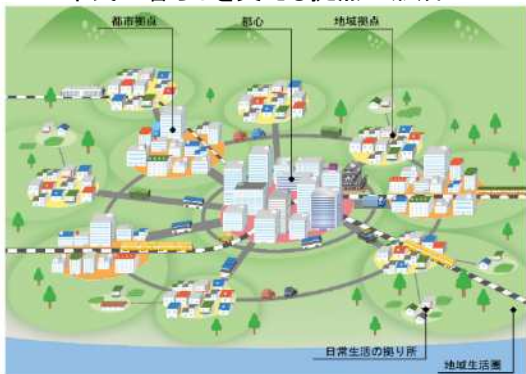 都市拠点
都心
地域拠点
日常生活の拠り所
地域生活圏